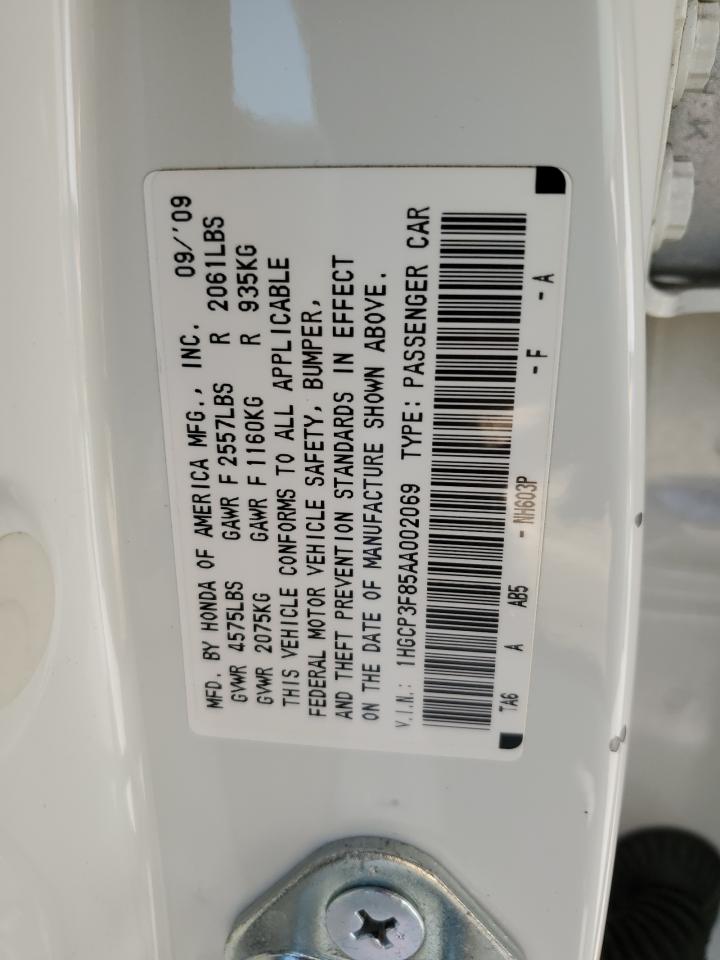 MFD. BY HONDA OF AMERICA MFG., INC. 09/'09
GVWR 4575LBS GAWR F 2557LBS R 2061LBS
GVWR 2075KG GAWR F 1160KG R 935KG
THIS VEHICLE CONFORMS TO ALL APPLICABLE
FEDERAL MOTOR VEHICLE SAFETY, BUMPER,
AND THEFT PREVENTION STANDARDS IN EFFECT
ON THE DATE OF MANUFACTURE SHOWN ABOVE.
V.I.N.: 1HGCP3F85AA002069 TYPE: PASSENGER CAR
TA6 A AB5 - NH603P - F - A